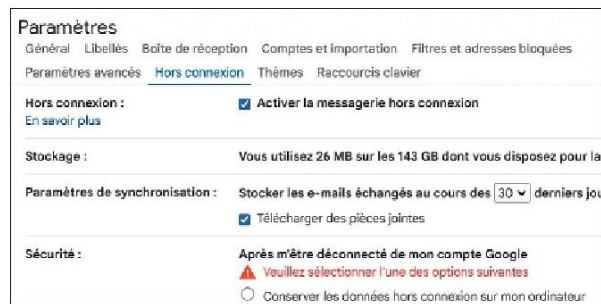 Paramètres
Général Libellés Boîte de réception Comptes et importation Filtres et adresses bloquées
Paramètres avancés Hors connexion Thèmes Raccourcis clavier
Hors connexion : Activer la messagerie hors connexion
En savoir plus
Stockage : Vous utilisez 26 MB sur les 143 GB dont vous disposez pour la
Paramètres de synchronisation : Stocker les e-mails échangés au cours des 30 derniers jou
Télécharger des pièces jointes
Sécurité : Après m'être déconnecté de mon compte Google
Veuillez sélectionner l'une des options suivantes
Conserver les données hors connexion sur mon ordinateur